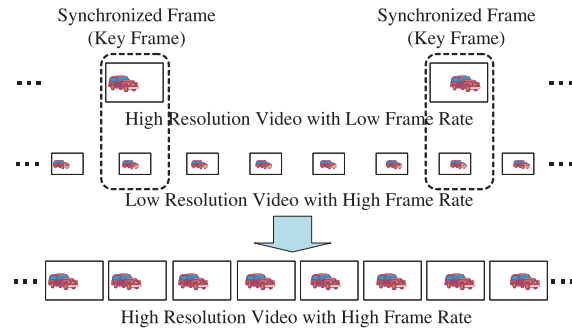 Synchronized Frame
(Key Frame)
Synchronized Frame
(Key Frame)
High Resolution Video with Low Frame Rate
Low Resolution Video with High Frame Rate
High Resolution Video with High Frame Rate